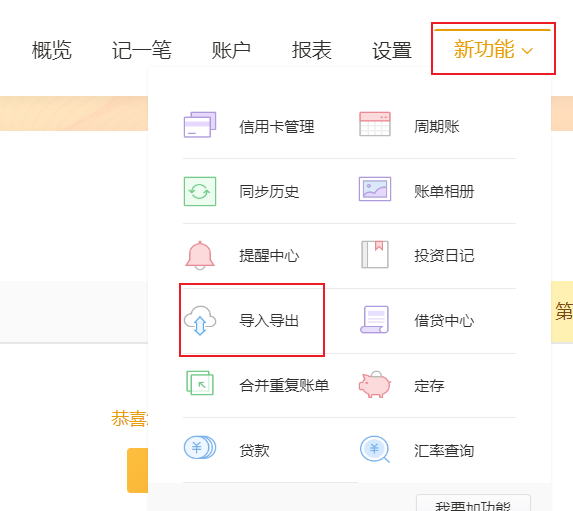 概览 记一笔 账户 报表 设置 新功能
信用卡管理 周期账
同步历史 账单相册
提醒中心 投资日记
导入导出 借贷中心
第
合并重复账单 定存
恭喜
贷款 汇率查询
我要加功能